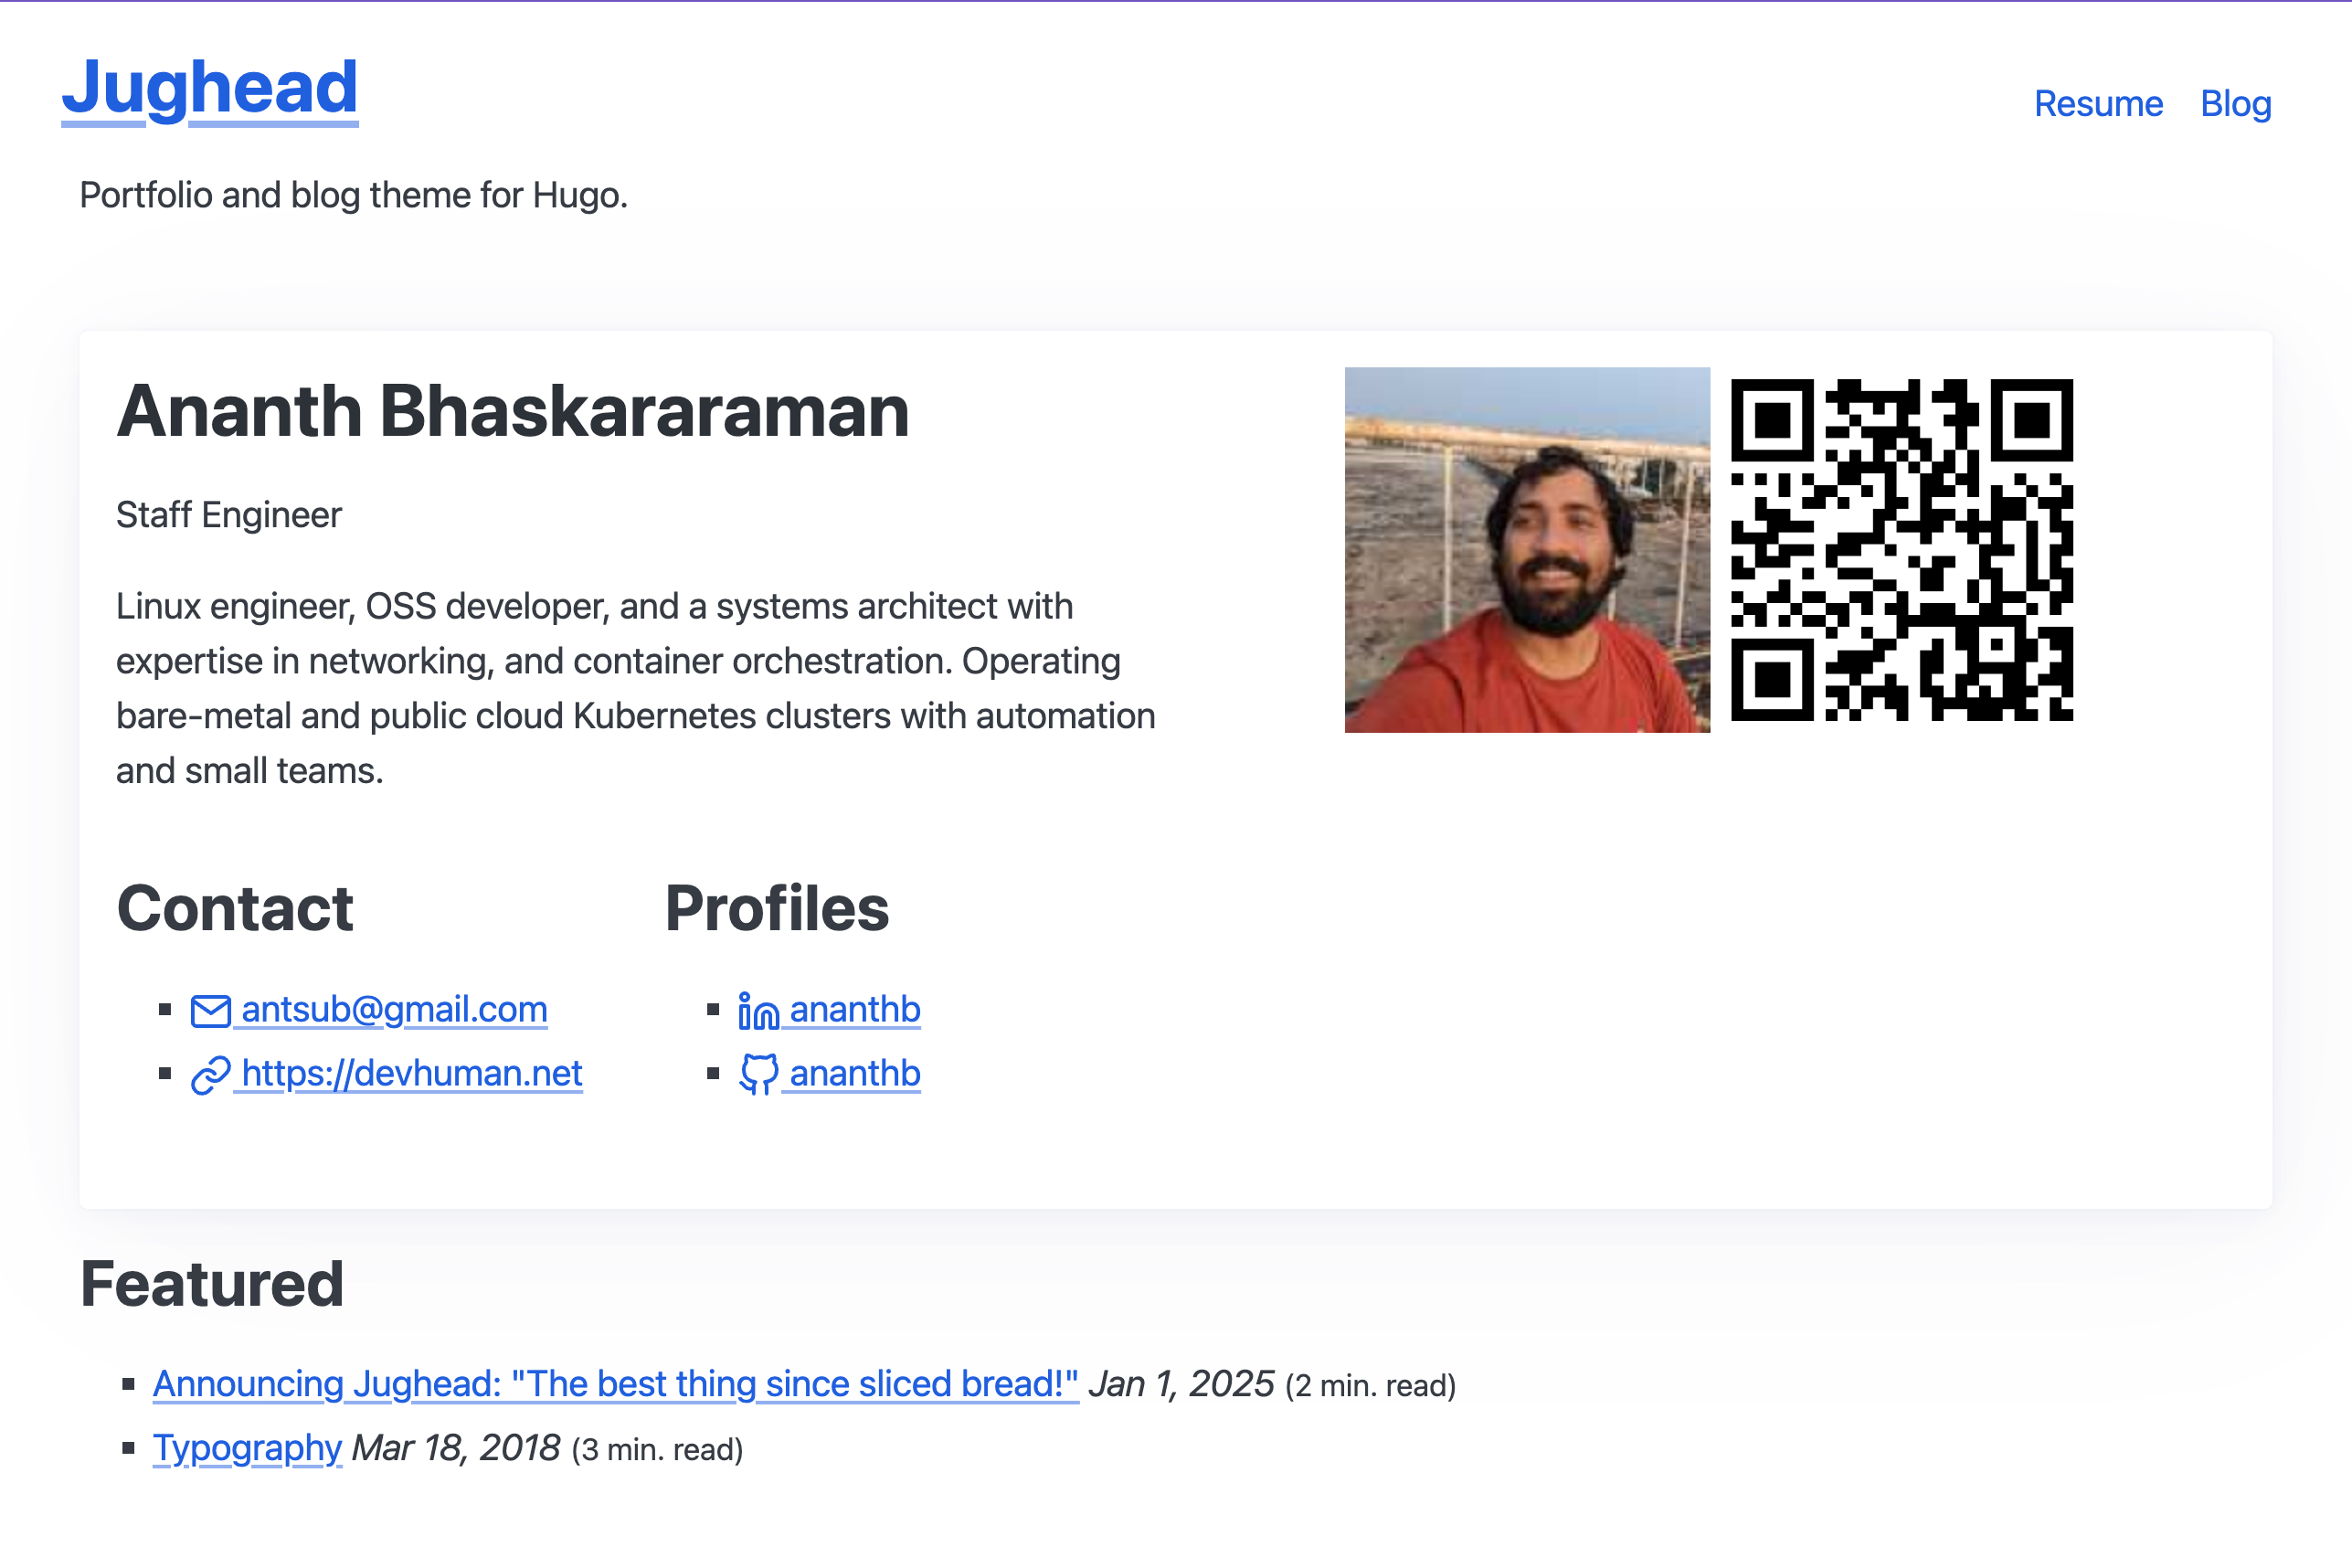 Jughead
Resume Blog
Portfolio and blog theme for Hugo.
Ananth Bhaskararaman
Staff Engineer
Linux engineer, OSS developer, and a systems architect with
expertise in networking, and container orchestration. Operating
bare-metal and public cloud Kubernetes clusters with automation
and small teams.
Contact
antsub@gmail.com
https://devhuman.net
Profiles
ananthb
ananthb
Featured
Announcing Jughead: "The best thing since sliced bread!" Jan 1, 2025 (2 min. read)
Typography Mar 18, 2018 (3 min. read)